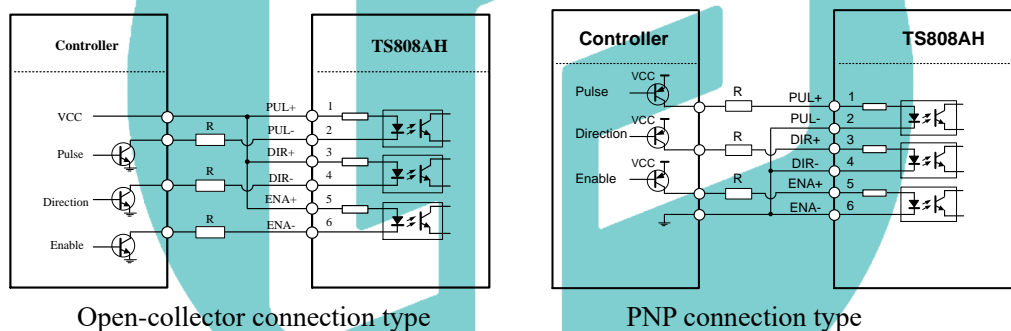 Controller
TS808AH
VCC
Pulse
Direction
Enable
R
R
R
PUL+
PUL-
DIR+
DIR-
ENA+
ENA-
1
2
3
4
5
6
Open-collector connection type
Controller
TS808AH
VCC
Pulse
VCC
Direction
VCC
Enable
R
R
R
PUL+
PUL-
DIR+
DIR-
ENA+
ENA-
1
2
3
4
5
6
PNP connection type